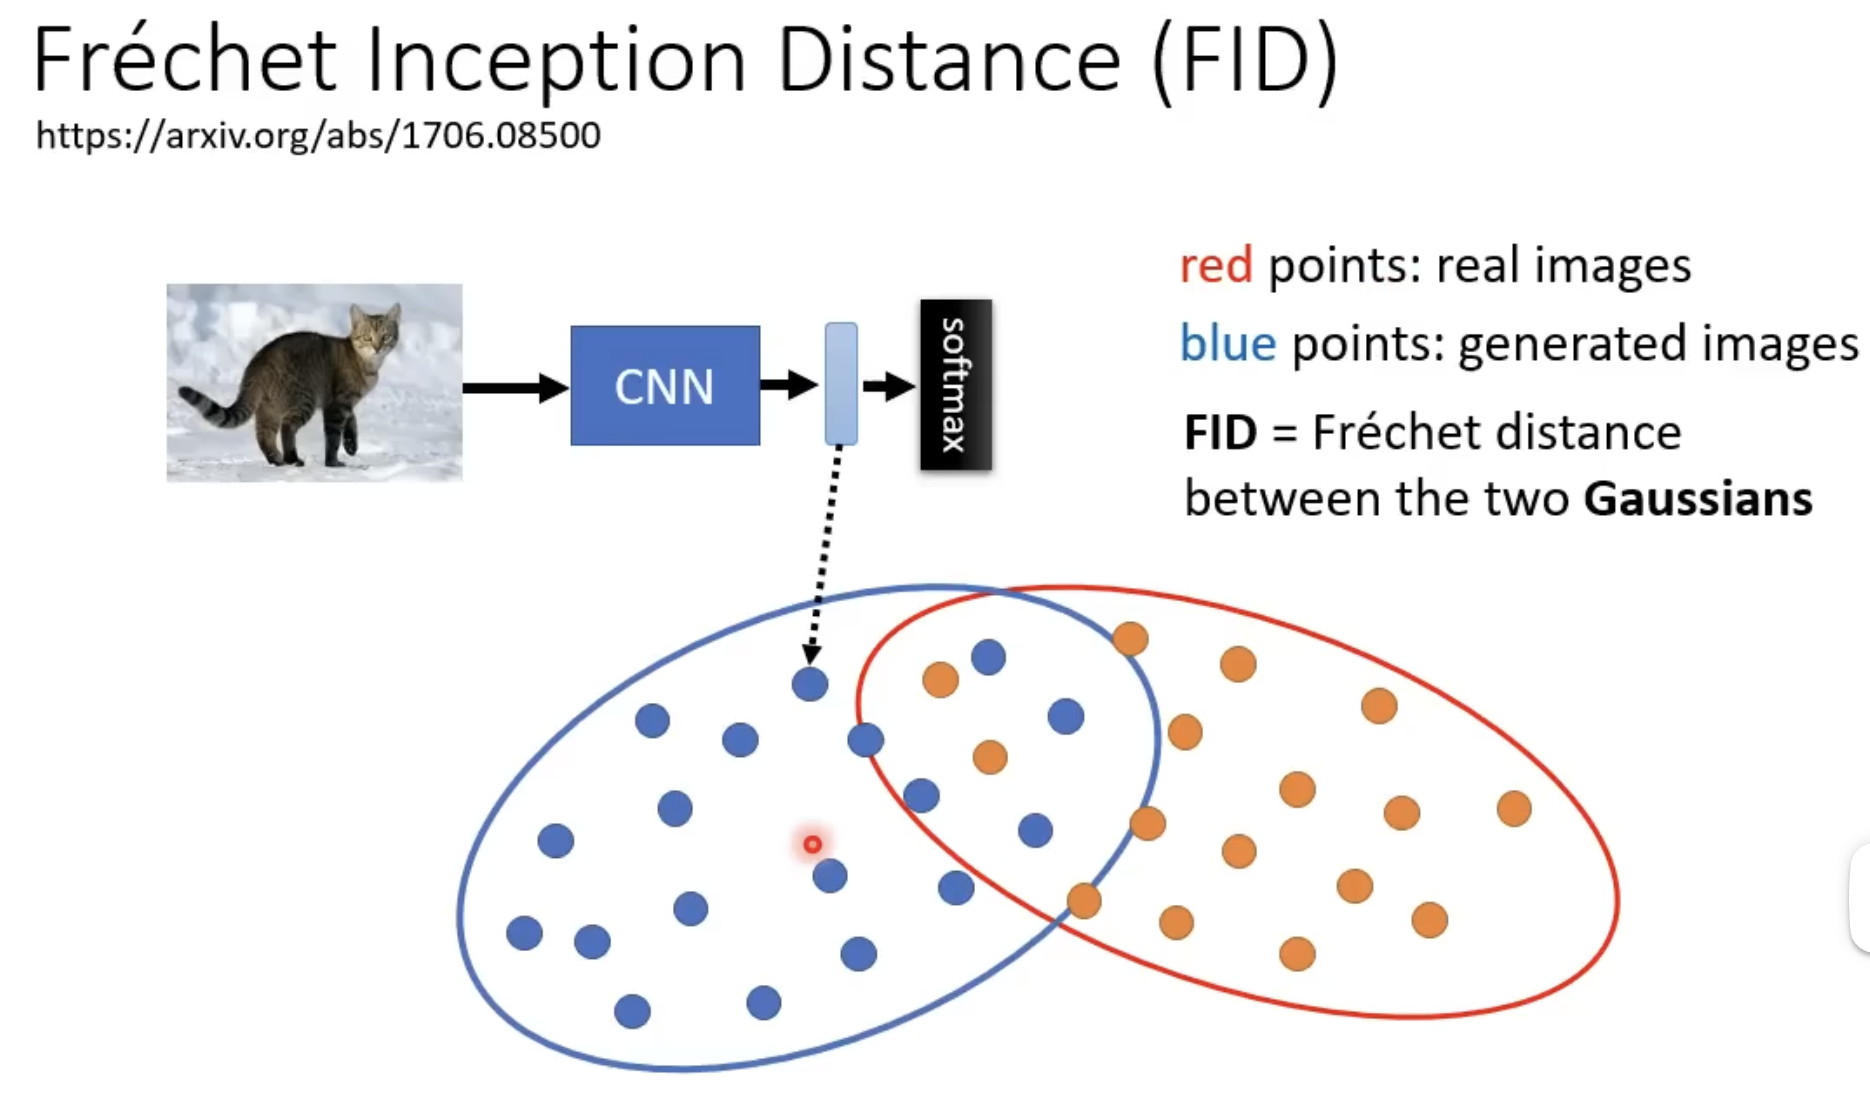 Fréchet Inception Distance (FID)
https://arxiv.org/abs/1706.08500
CNN
softmax
red points: real images
blue points: generated images
FID = Fréchet distance
between the two Gaussians